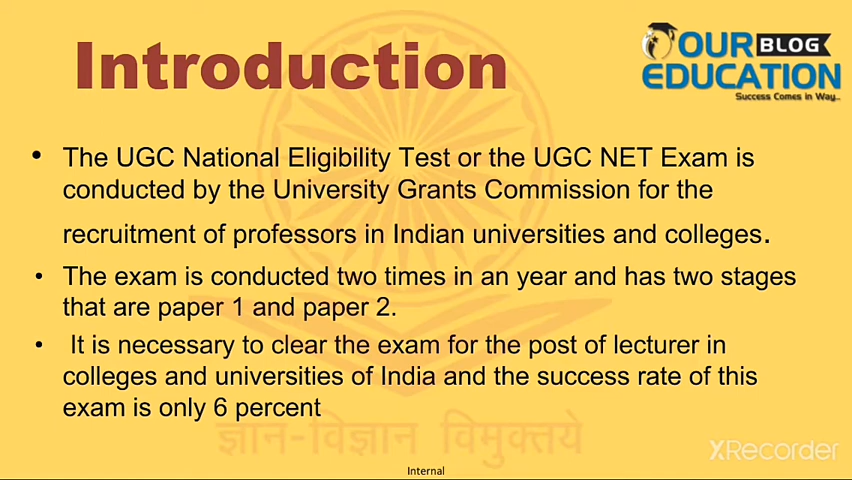 Introduction
OUR BLOG
EDUCATION
Success Comes in Way..
• The UGC National Eligibility Test or the UGC NET Exam is
conducted by the University Grants Commission for the
recruitment of professors in Indian universities and colleges.
• The exam is conducted two times in an year and has two stages
that are paper 1 and paper 2.
• It is necessary to clear the exam for the post of lecturer in
colleges and universities of India and the success rate of this
exam is only 6 percent
ज्ञान-विज्ञान विमुक्तये
XRecorder
Internal